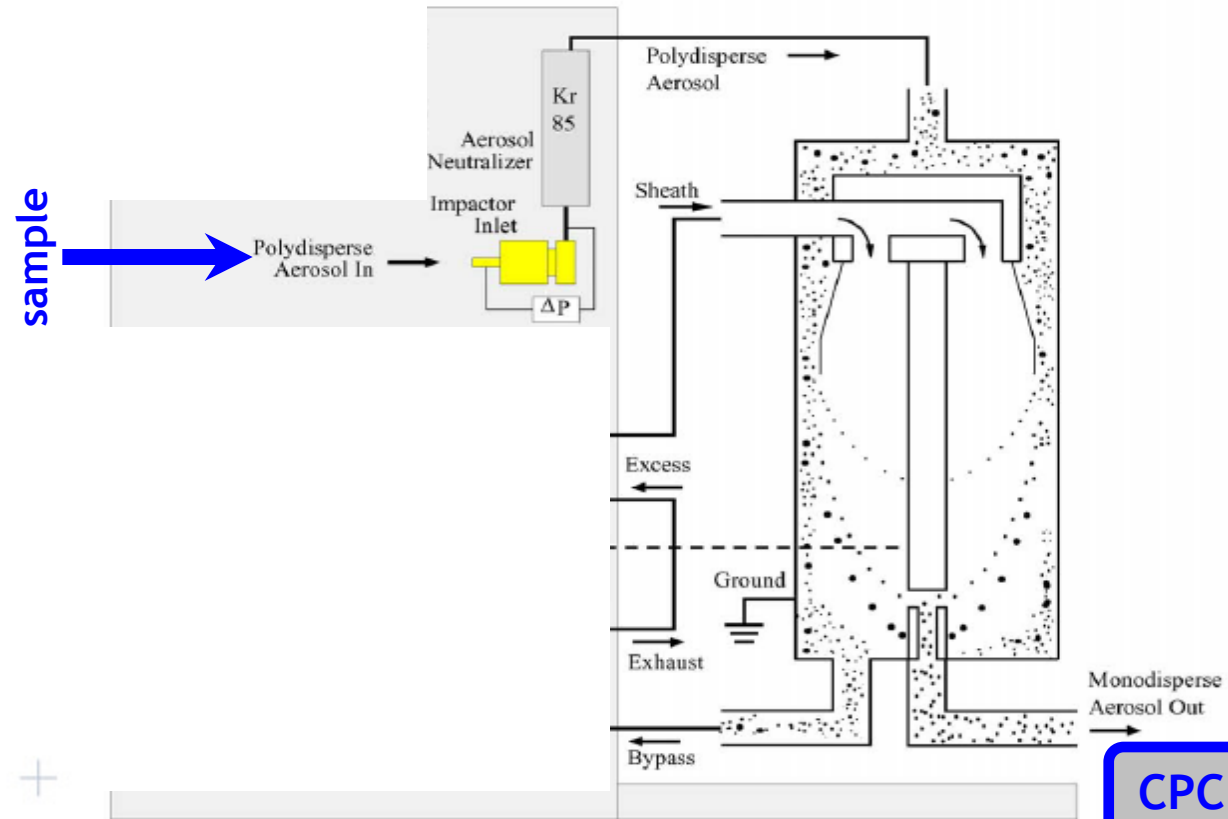 Polydisperse
Aerosol
Kr
85
Aerosol
Neutralizer
Sheath
Impactor
Inlet
sample
Polydisperse
Aerosol In
ΔP
Excess
Ground
Exhaust
Monodisperse
Aerosol Out
Bypass
CPC